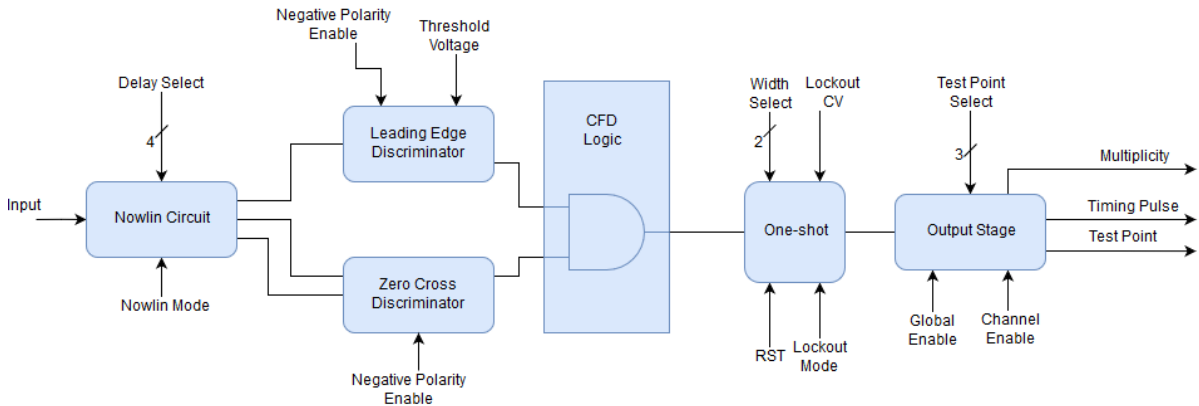 Negative Polarity
Enable
Threshold
Voltage
Delay Select
4
Leading Edge
Discriminator
CFD
Logic
Width
Select
2
Lockout
CV
Test Point
Select
3
Multiplicity
Input
Nowlin Circuit
One-shot
Output Stage
Timing Pulse
Test Point
Zero Cross
Discriminator
Nowlin Mode
Negative Polarity
Enable
RST
Lockout
Mode
Global
Enable
Channel
Enable